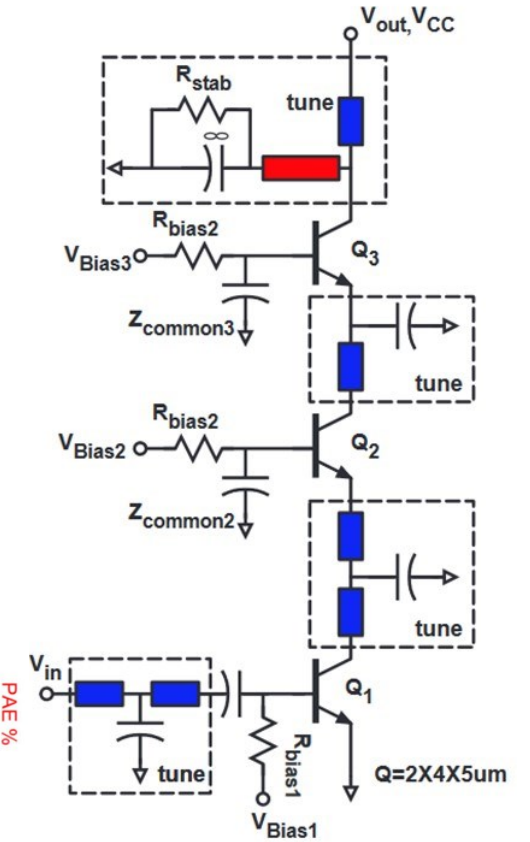 Vout, VCC
Rstab
tune
∞
Rbias2
VBias3
Q3
Zcommon3
tune
Rbias2
VBias2
Q2
Zcommon2
tune
Vin
Q1
PAE %
Rbias1
tune
Q=2X4X5um
VBias1